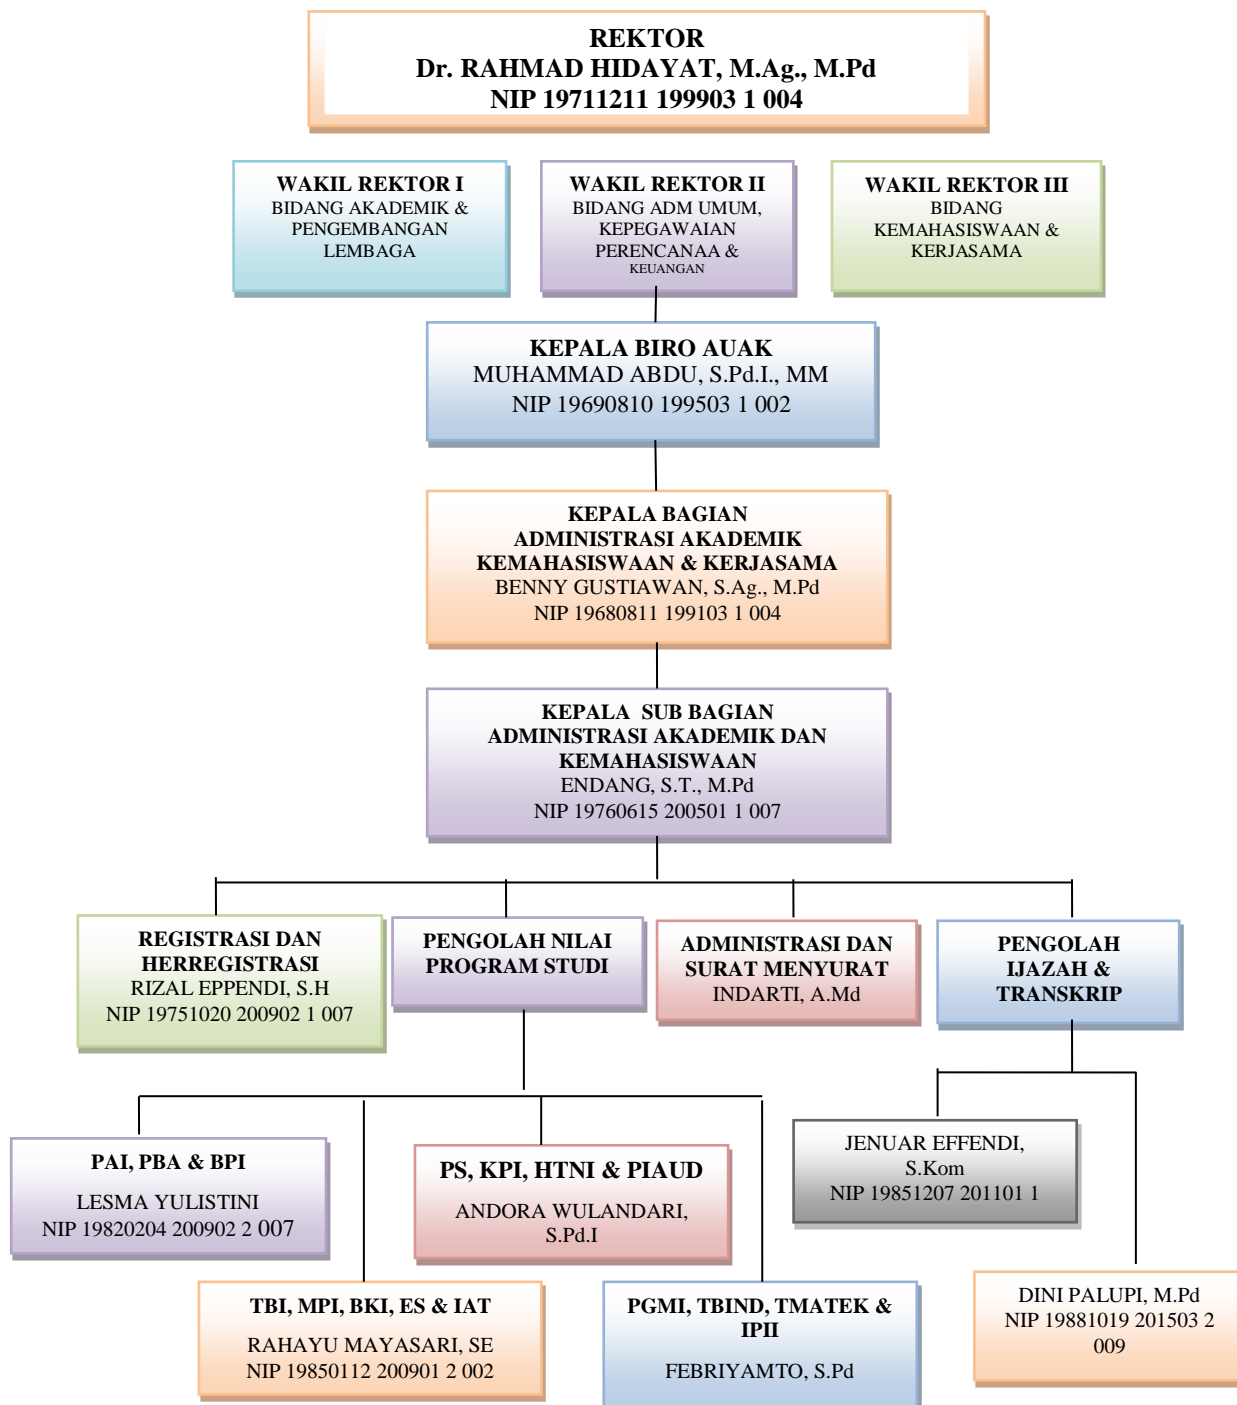 REKTOR
Dr. RAHMAD HIDAYAT, M.Ag., M.Pd
NIP 19711211 199903 1 004
WAKIL REKTOR I
BIDANG AKADEMIK &
PENGEMBANGAN
LEMBAGA
WAKIL REKTOR II
BIDANG ADM UMUM,
KEPEGAWAIAN
PERENCANAA &
KEUANGAN
WAKIL REKTOR III
BIDANG
KEMAHASISWAAN &
KERJASAMA
KEPALA BIRO AUAK
MUHAMMAD ABDU, S.Pd.I., MM
NIP 19690810 199503 1 002
KEPALA BAGIAN
ADMINISTRASI AKADEMIK
KEMAHASISWAAN & KERJASAMA
BENNY GUSTIAWAN, S.Ag., M.Pd
NIP 19680811 199103 1 004
KEPALA SUB BAGIAN
ADMINISTRASI AKADEMIK DAN
KEMAHASISWAAN
ENDANG, S.T., M.Pd
NIP 19760615 200501 1 007
REGISTRASI DAN
HERREGISTRASI
RIZAL EPPENDI, S.H
NIP 19751020 200902 1 007
PENGOLAH NILAI
PROGRAM STUDI
ADMINISTRASI DAN
SURAT MENYURAT
INDARTI, A.Md
PENGOLAH
IJAZAH &
TRANSKRIP
PAI, PBA & BPI
LESMA YULISTINI
NIP 19820204 200902 2 007
PS, KPI, HTNI & PIAUD
ANDORA WULANDARI,
S.Pd.I
JENUAR EFFENDI,
S.Kom
NIP 19851207 201101 1
TBI, MPI, BKI, ES & IAT
RAHAYU MAYASARI, SE
NIP 19850112 200901 2 002
PGMI, TBIND, TMATEK &
IPII
FEBRIYAMTO, S.Pd
DINI PALUPI, M.Pd
NIP 19881019 201503 2
009